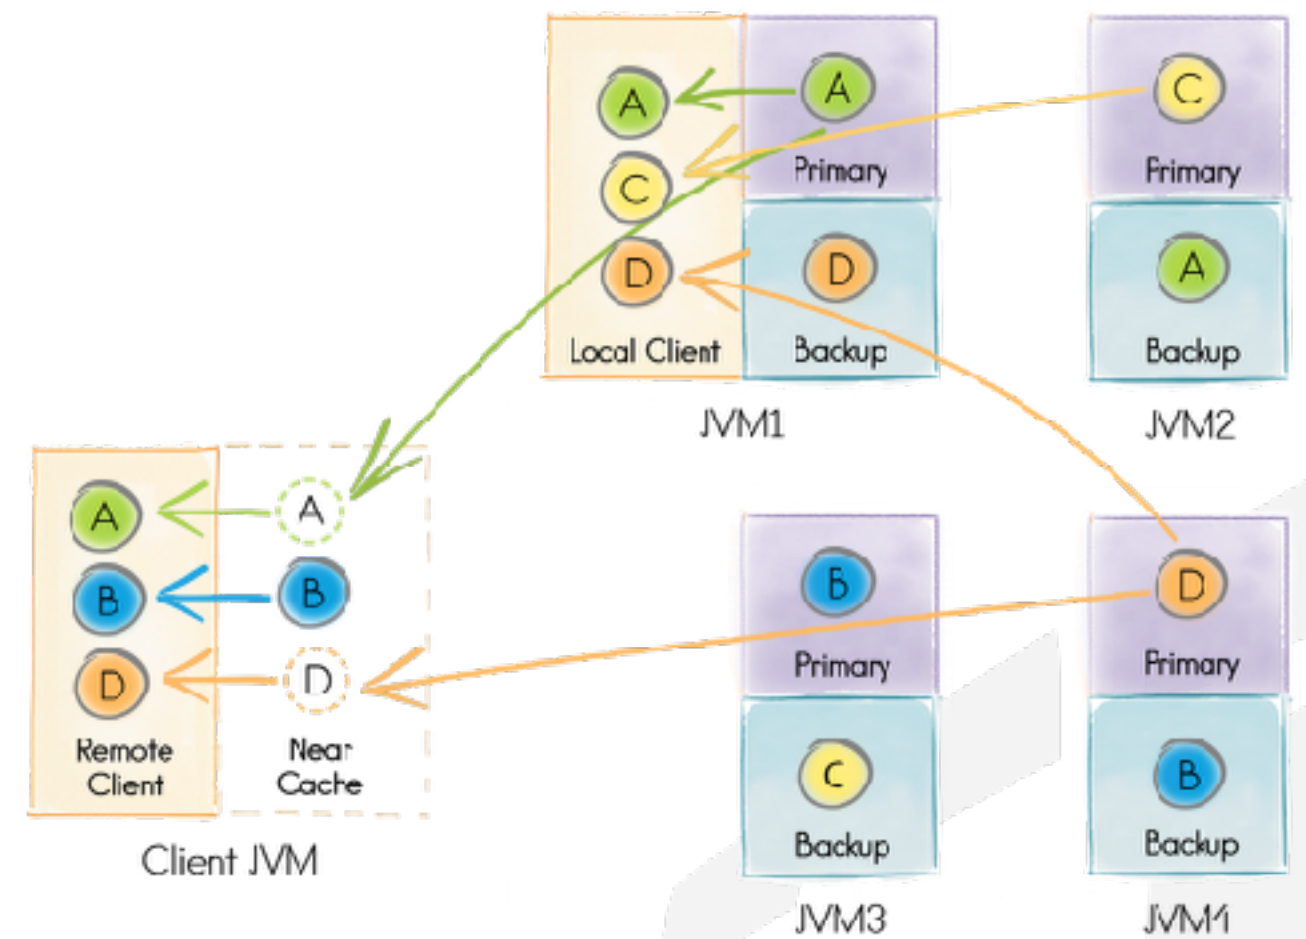 A
A
C
C
Primary
Primary
D
D
A
Local Client
Backup
Backup
JVM1
JVM2
A
A
B
B
D
D
Remote
Client
Near
Cache
Client JVM
B
D
Primary
Primary
C
B
Backup
Backup
JVM3
JVM4